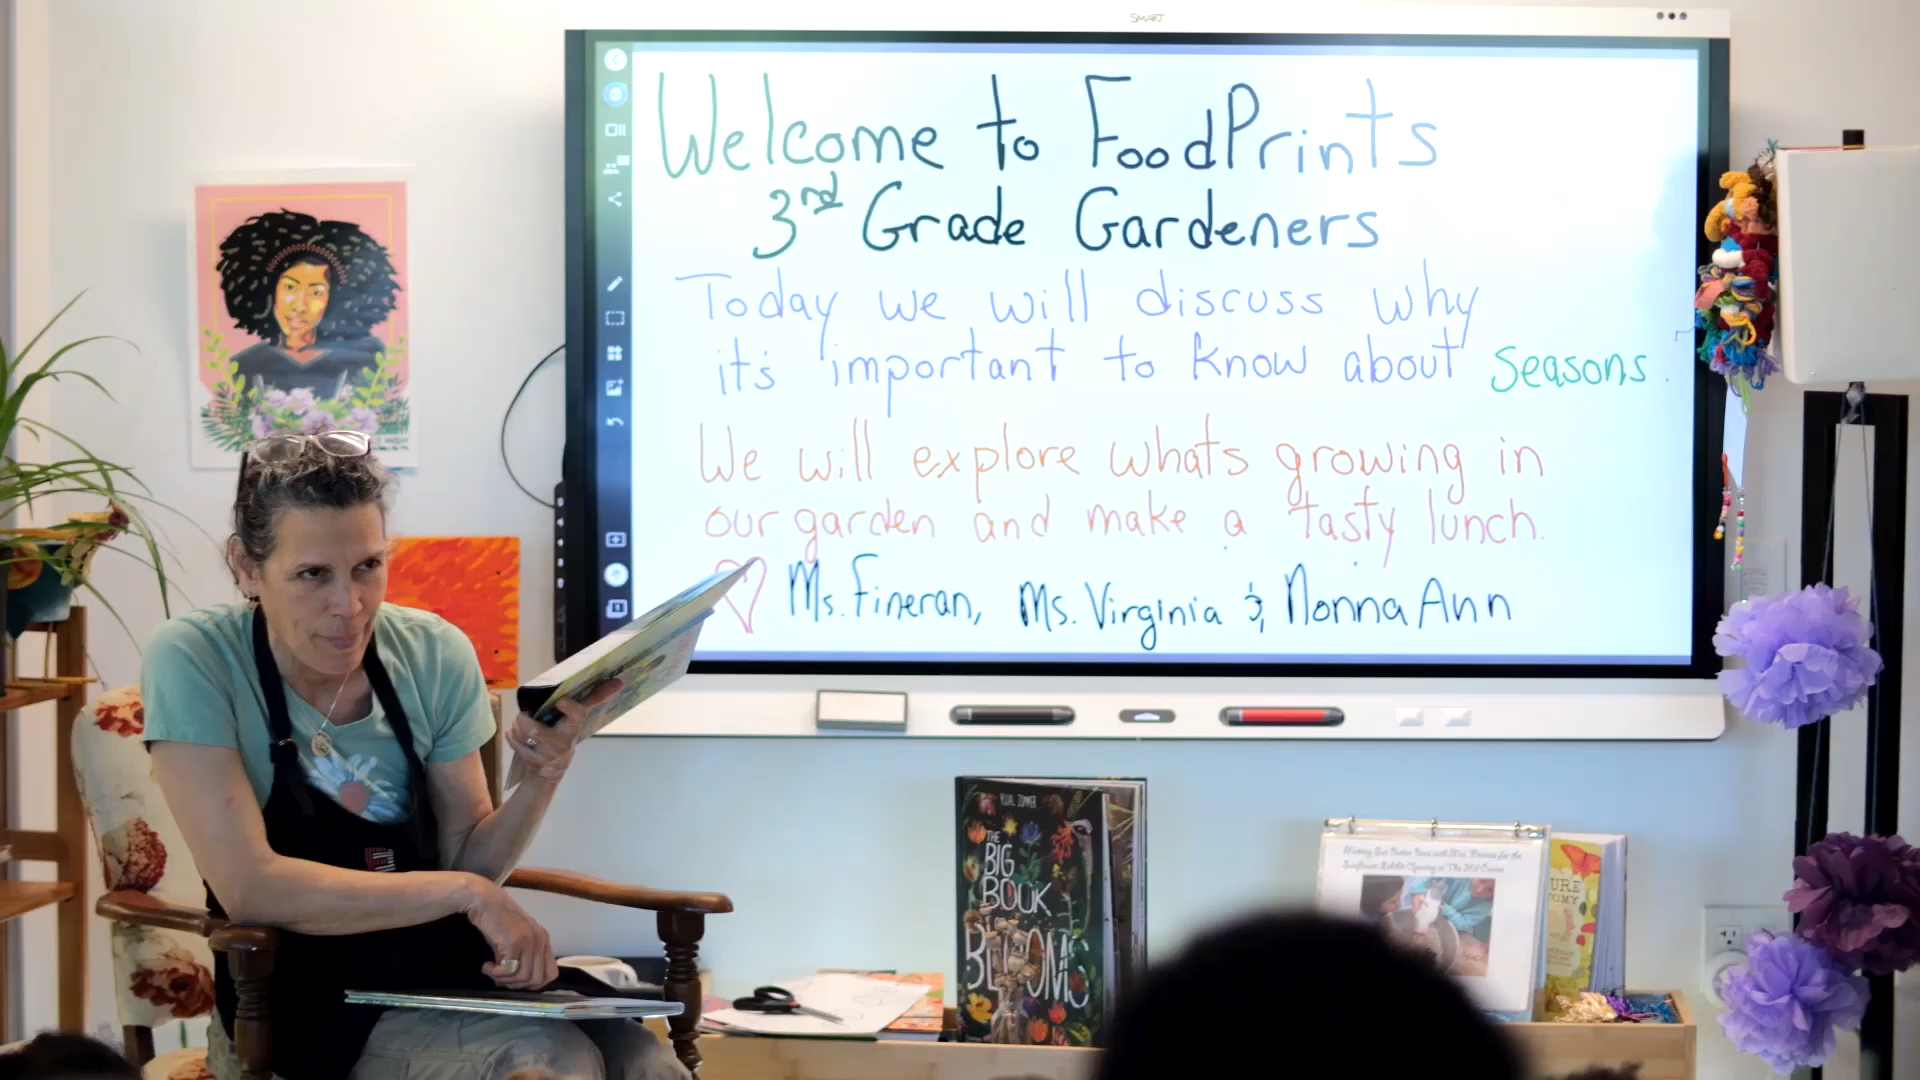 SMART
Welcome to FoodPrints
3rd Grade Gardeners
Today we will discuss why
it's important to know about seasons.
We will explore whats growing in
our garden and make a tasty lunch.
Ms. Fineran, Ms. Virginia & Nonna Ann
THE
BIG
BOOK
BLOOMS